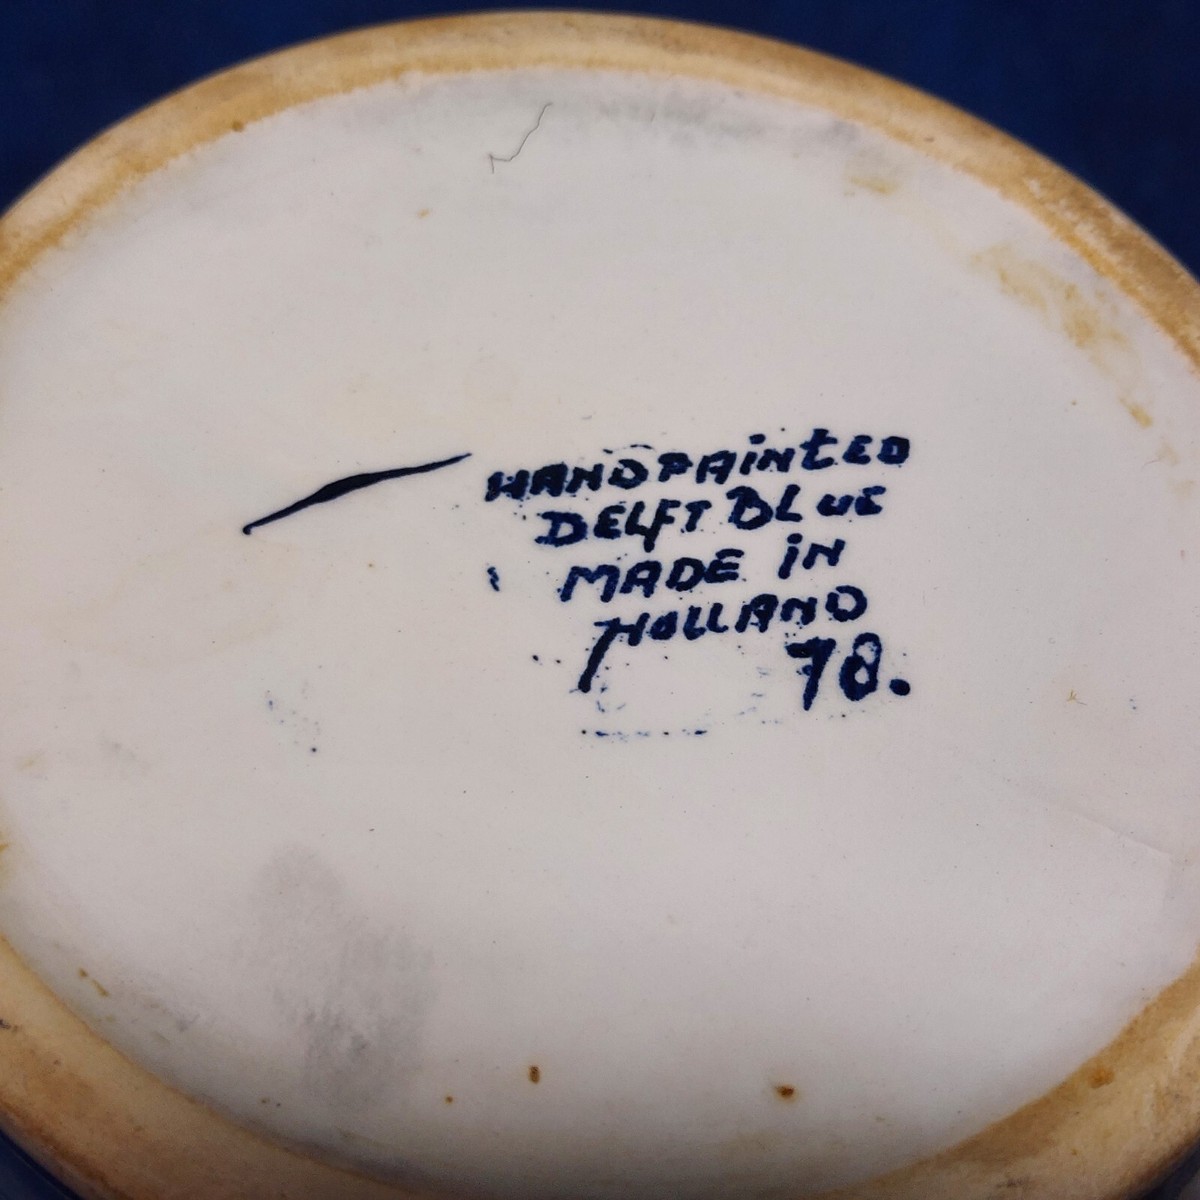 HANDPAiNtED
DELFT BLUE
MADE iN
HOLLAND
78.